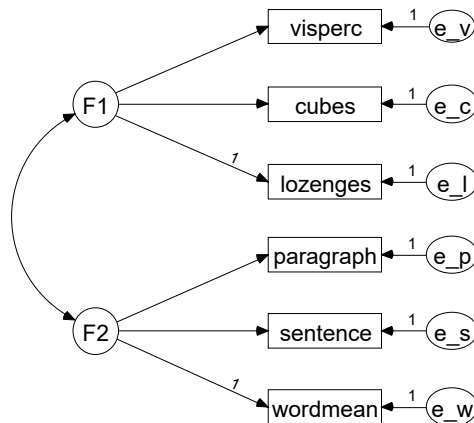 visperc 1 e_v
F1 cubes 1 e_c
1 lozenges 1 e_l
paragraph 1 e_p
F2 sentence 1 e_s
1 wordmean 1 e_w